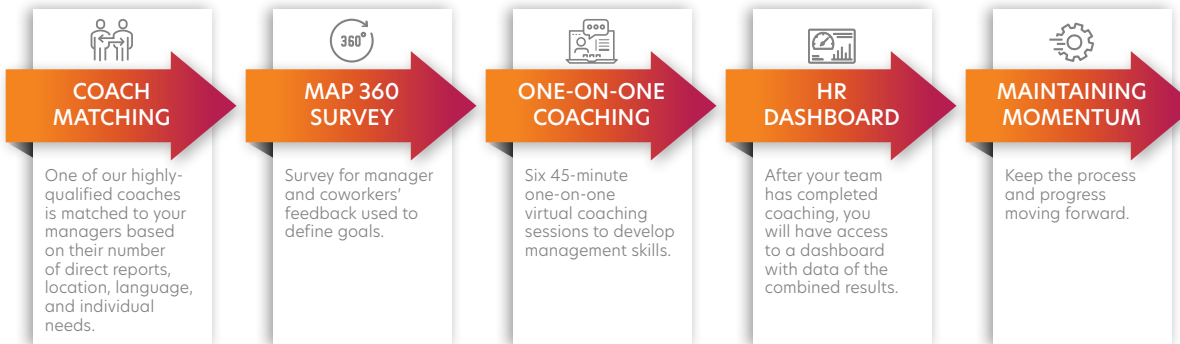 COACH
MATCHING
One of our highly-
qualified coaches
is matched to your
managers based
on their number
of direct reports,
location, language,
and individual
needs.
360°
MAP 360
SURVEY
Survey for manager
and coworkers'
feedback used to
define goals.
ONE-ON-ONE
COACHING
Six 45-minute
one-on-one
virtual coaching
sessions to develop
management skills.
HR
DASHBOARD
After your team
has completed
coaching, you
will have access
to a dashboard
with data of the
combined results.
MAINTAINING
MOMENTUM
Keep the process
and progress
moving forward.